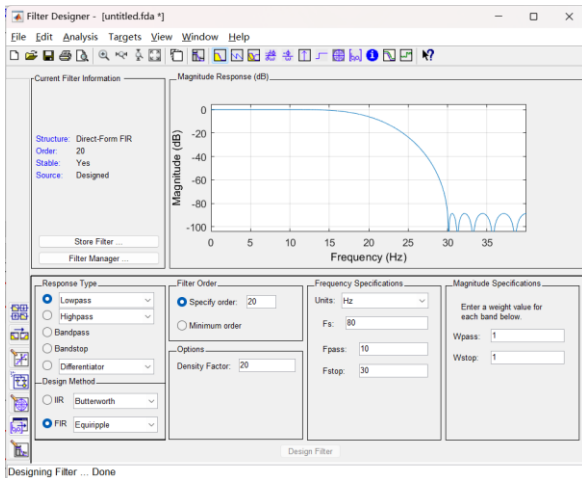 Filter Designer - [untitled.fda *]
File Edit Analysis Targets View Window Help
Current Filter Information
Structure: Direct-Form FIR
Order: 20
Stable: Yes
Source: Designed
Store Filter ...
Filter Manager ...
Magnitude Response (dB)
Magnitude (dB)
0
-20
-40
-60
-80
-100
0 5 10 15 20 25 30 35
Frequency (Hz)
Response Type
Lowpass
Highpass
Bandpass
Bandstop
Differentiator
Design Method
IIR Butterworth
FIR Equiripple
Filter Order
Specify order: 20
Minimum order
Options
Density Factor: 20
Frequency Specifications
Units: Hz
Fs: 80
Fpass: 10
Fstop: 30
Magnitude Specifications
Enter a weight value for
each band below.
Wpass: 1
Wstop: 1
Design Filter
Designing Filter ... Done